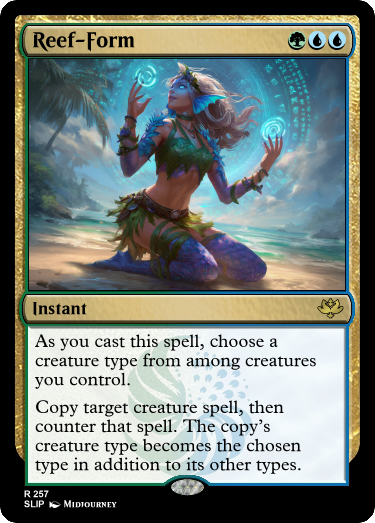 Reef-Form
Instant
As you cast this spell, choose a
creature type from among creatures
you control.
Copy target creature spell, then
counter that spell. The copy's
creature type becomes the chosen
type in addition to its other types.
R 257
SLIP Midjourney